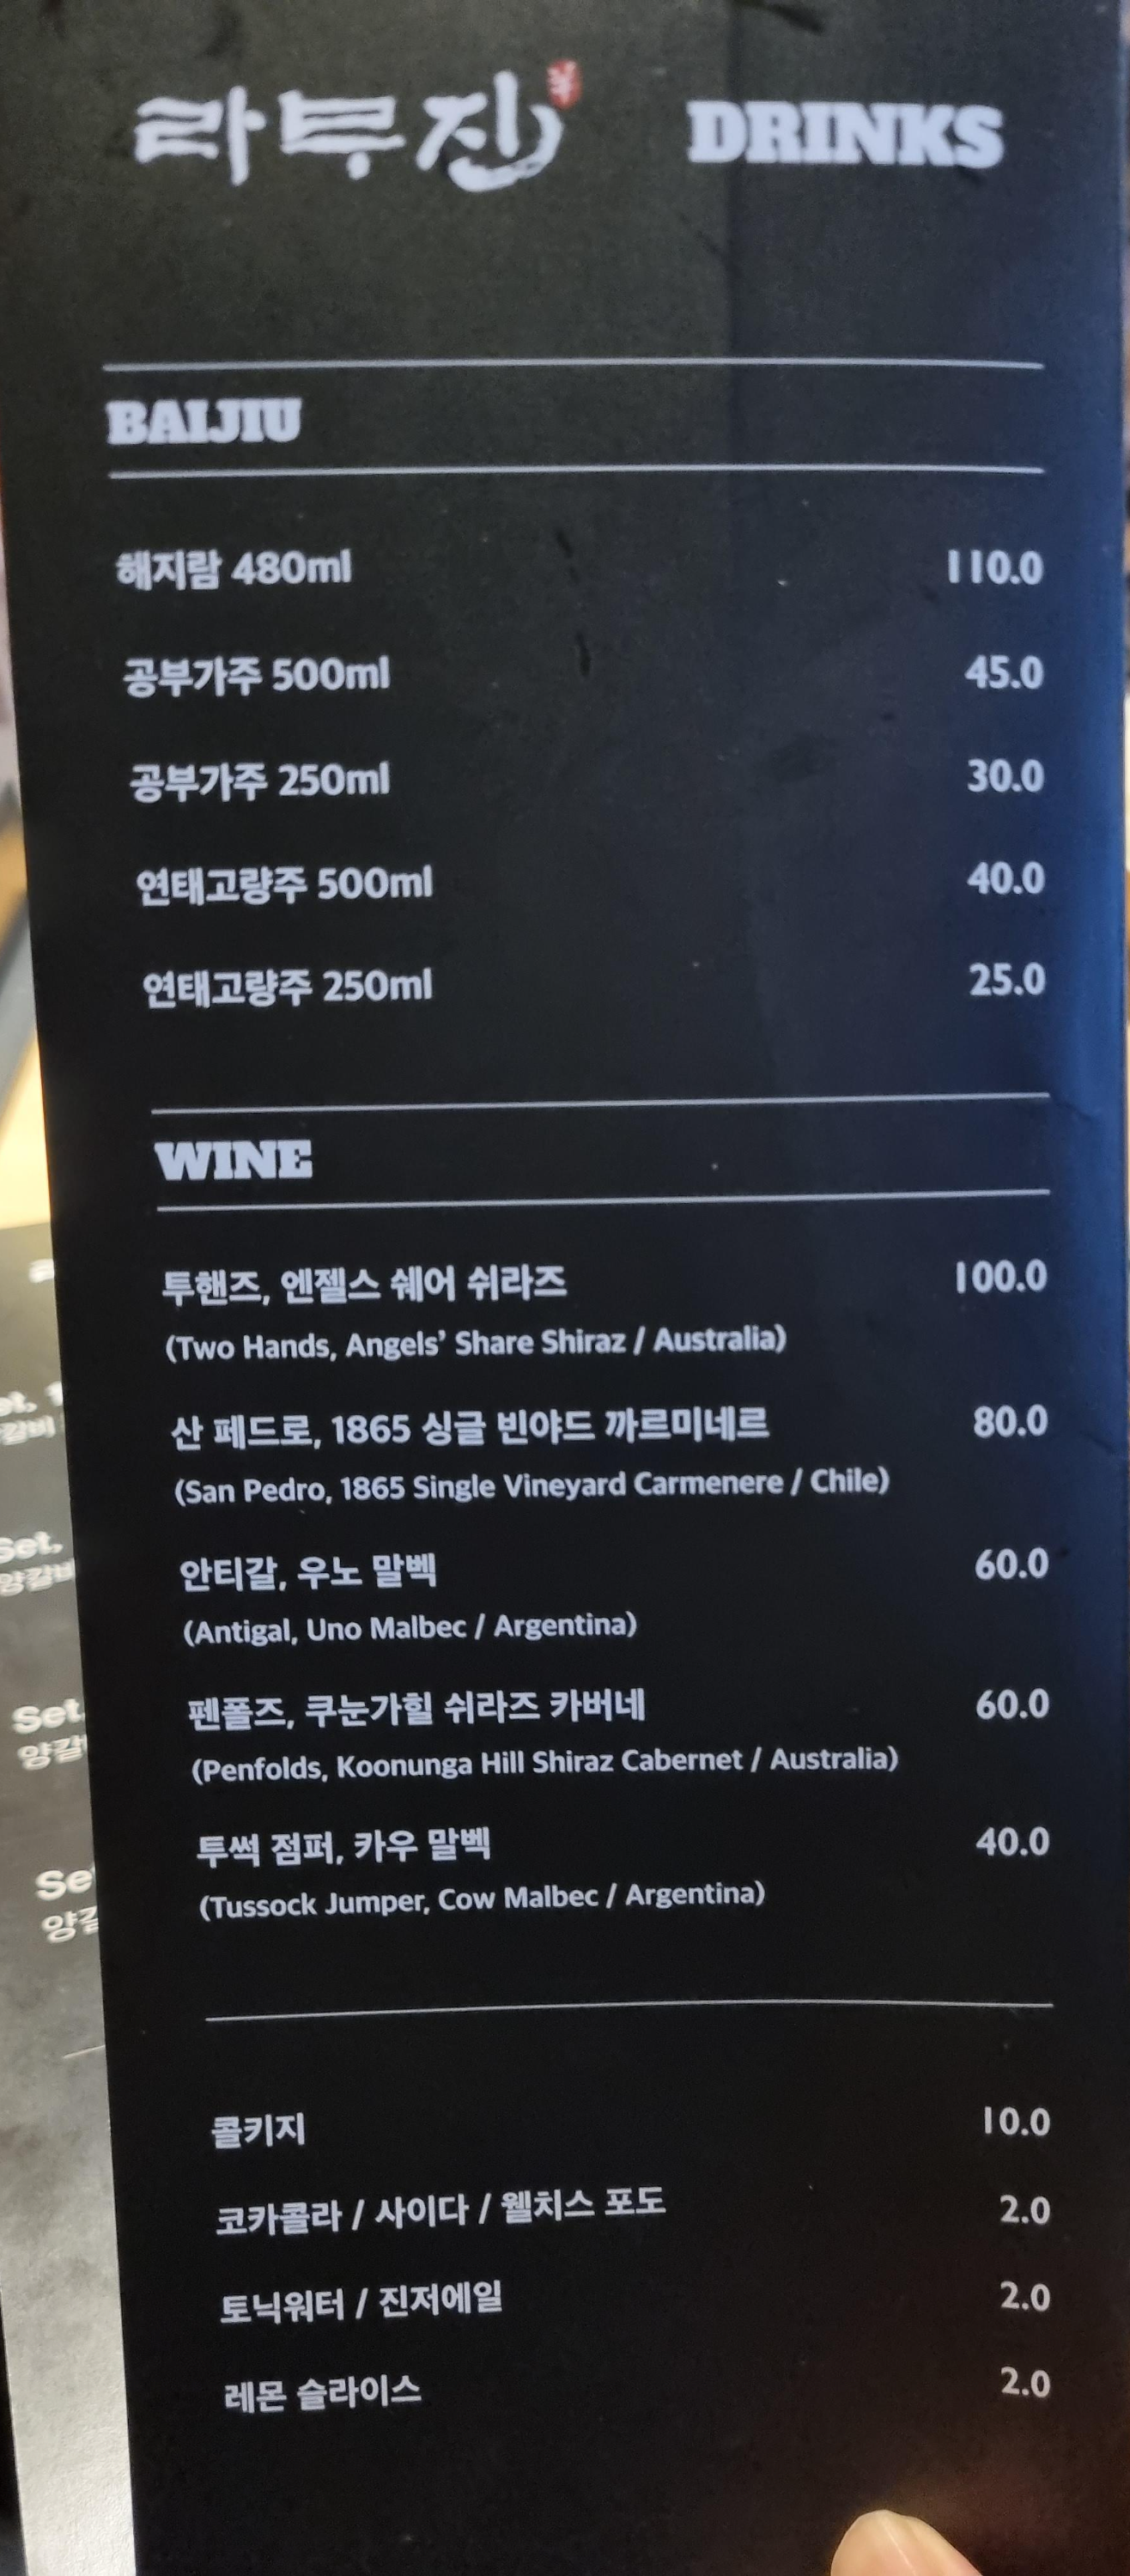 라무진 DRINKS
BAIJIU
해지람 480ml 110.0
공부가주 500ml 45.0
공부가주 250ml 30.0
연태고량주 500ml 40.0
연태고량주 250ml 25.0
WINE
투핸즈, 엔젤스 쉐어 쉬라즈 100.0
(Two Hands, Angels’ Share Shiraz / Australia)
산 페드로, 1865 싱글 빈야드 까르미네르 80.0
(San Pedro, 1865 Single Vineyard Carmenere / Chile)
안티갈, 우노 말벡 60.0
(Antigal, Uno Malbec / Argentina)
펜폴즈, 쿠눈가힐 쉬라즈 카버네 60.0
(Penfolds, Koonunga Hill Shiraz Cabernet / Australia)
투썩 점퍼, 카우 말벡 40.0
(Tussock Jumper, Cow Malbec / Argentina)
콜키지 10.0
코카콜라 / 사이다 / 웰치스 포도 2.0
토닉워터 / 진저에일 2.0
레몬 슬라이스 2.0
Set,
Set.